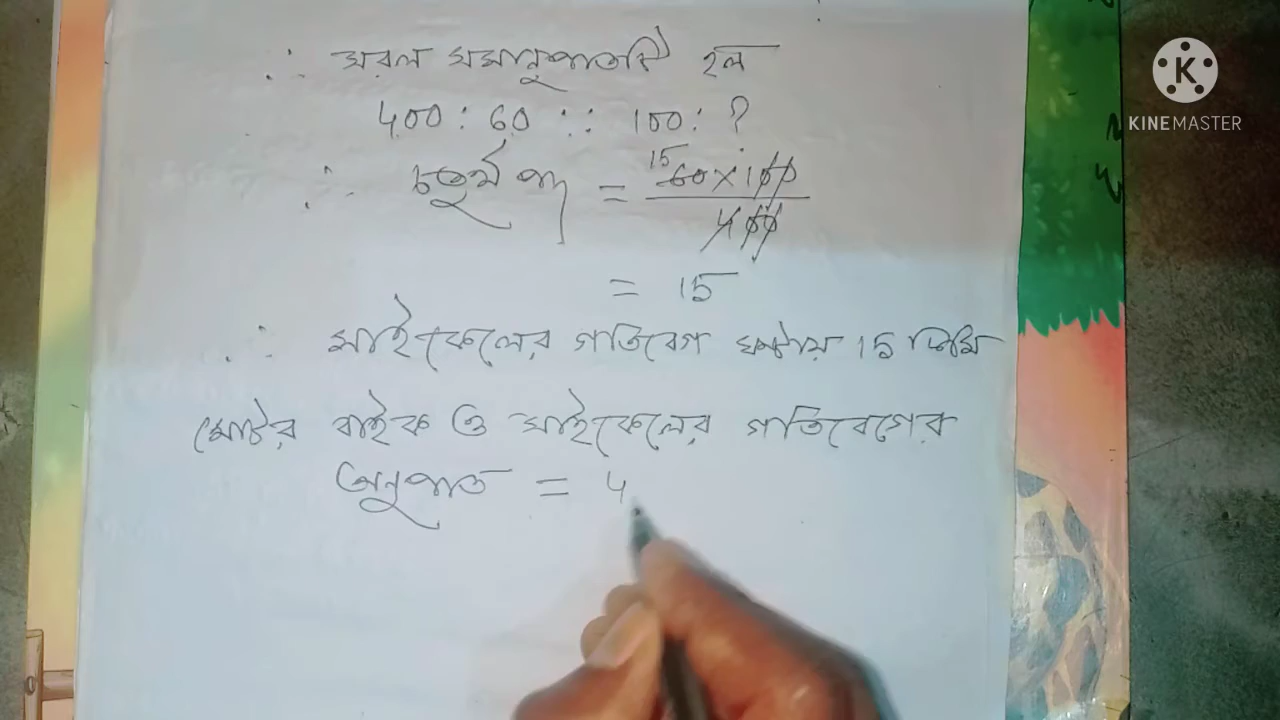 ∴ সরল সমানুপাতটি হল
400 : 60 :: 100 : ?
∴ চতুর্থ পদ = 60×100 / 400
15
= 15
∴ সাইকেলের গতিবেগ ঘণ্টায় 15 কিমি
মোটর বাইক ও সাইকেলের গতিবেগের
অনুপাত = 4
KINEMASTER